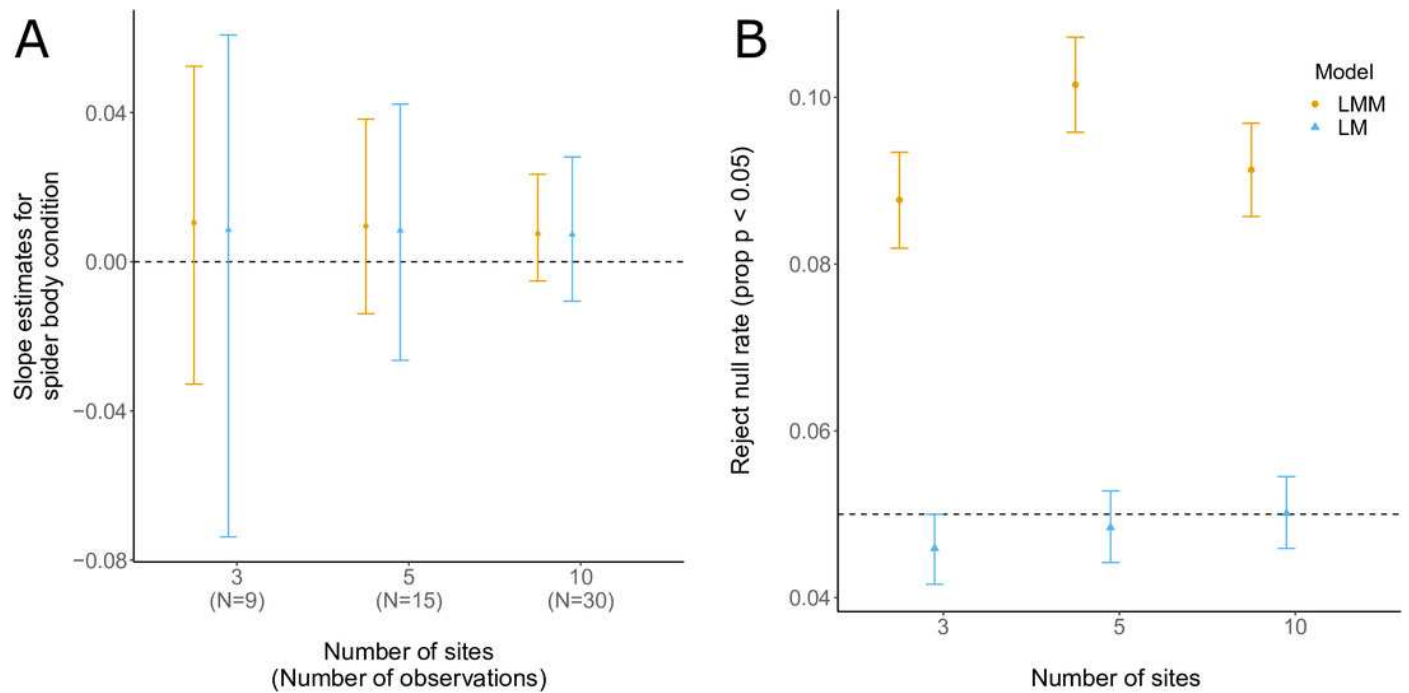 A
Slope estimates for
spider body condition
0.04
0.00
−0.04
−0.08
3
5
10
(N=9)
(N=15)
(N=30)
Number of sites
(Number of observations)
B
Reject null rate (prop p < 0.05)
0.10
0.08
0.06
0.04
Model
LMM
LM
3
5
10
Number of sites